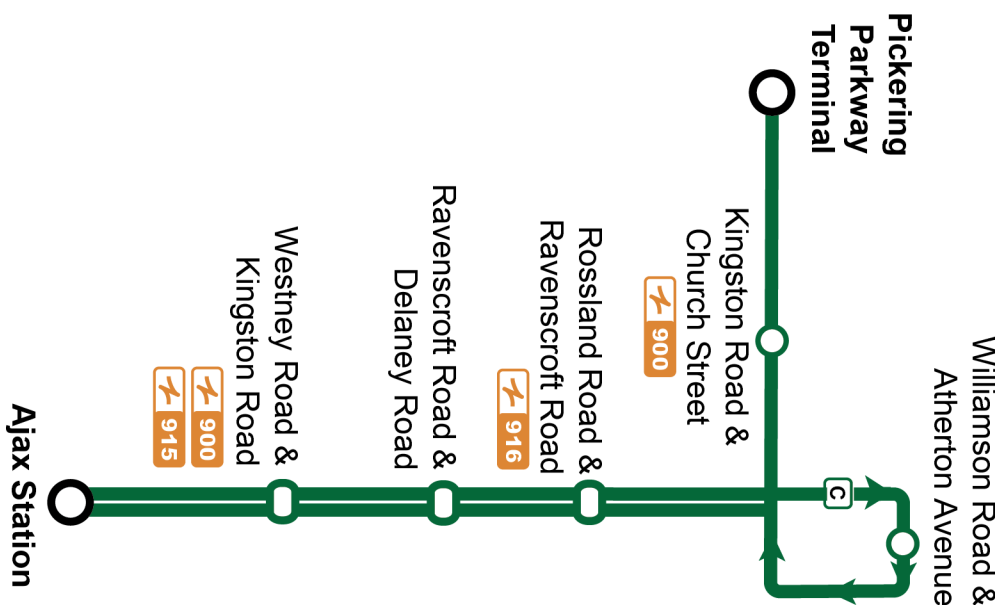 Williamson Road &
Atherton Avenue
Pickering
Parkway
Terminal
C
Kingston Road &
Church Street
900
Rossland Road &
Ravenscroft Road
916
Ravenscroft Road &
Delaney Road
Westney Road &
Kingston Road
900
915
Ajax Station